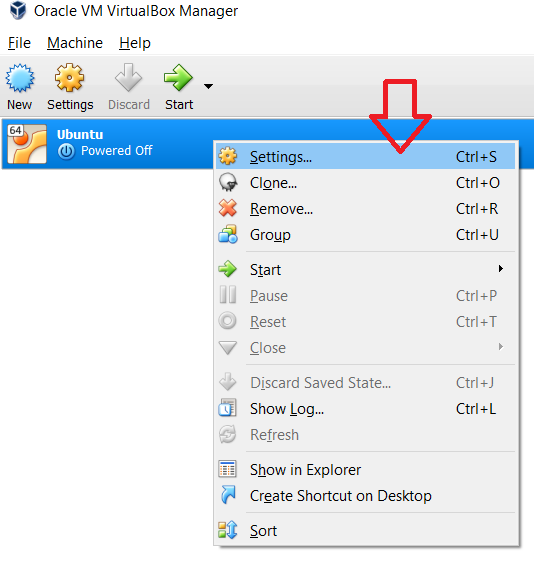 Oracle VM VirtualBox Manager
File Machine Help
New Settings Discard Start
64
Ubuntu
Powered Off
Settings... Ctrl+S
Clone... Ctrl+O
Remove... Ctrl+R
Group Ctrl+U
Start
Pause Ctrl+P
Reset Ctrl+T
Close
Discard Saved State... Ctrl+J
Show Log... Ctrl+L
Refresh
Show in Explorer
Create Shortcut on Desktop
Sort